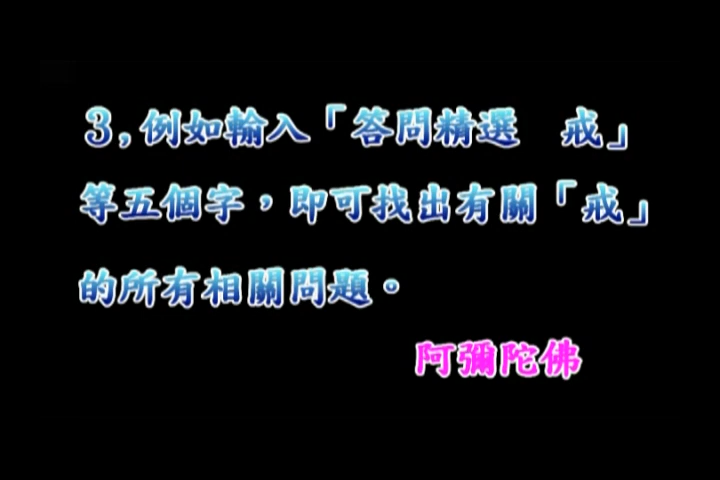 3,例如輸入「答問精選　戒」
等五個字，即可找出有關「戒」
的所有相關問題。
阿彌陀佛